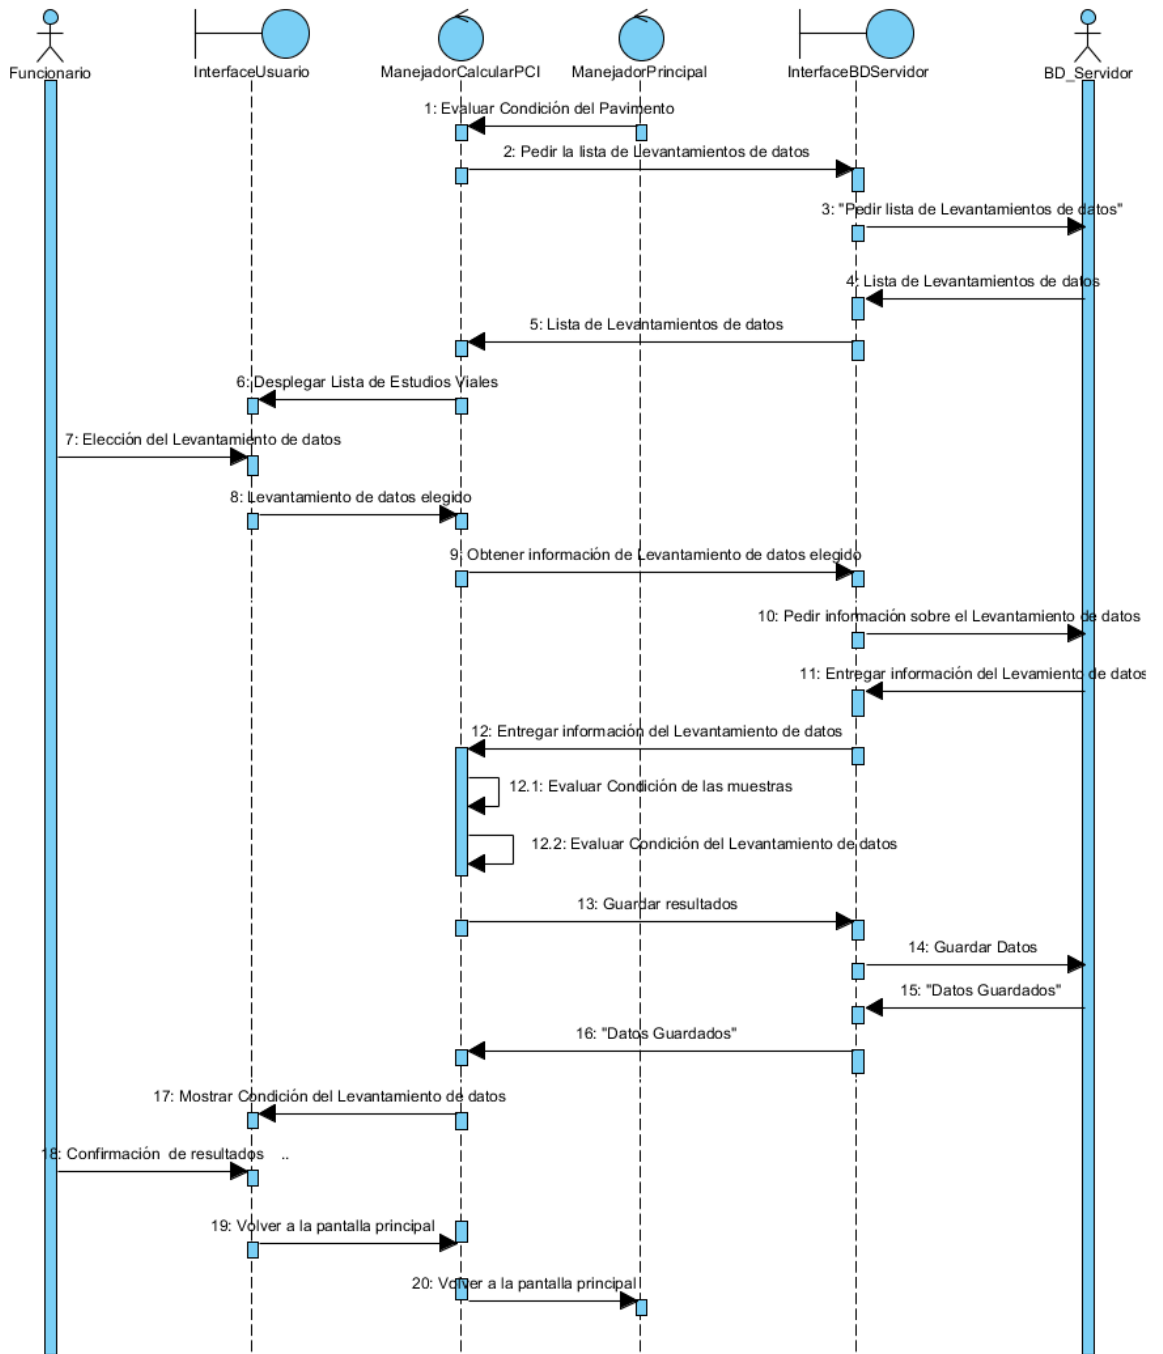 Funcionario
InterfaceUsuario
ManejadorCalcularPCI
ManejadorPrincipal
InterfaceBDServidor
BD_Servidor
1: Evaluar Condición del Pavimento
2: Pedir la lista de Levantamientos de datos
3: "Pedir lista de Levantamientos de datos"
4: Lista de Levantamientos de datos
5: Lista de Levantamientos de datos
6: Desplegar Lista de Estudios Viales
7: Elección del Levantamiento de datos
8: Levantamiento de datos elegido
9: Obtener información de Levantamiento de datos elegido
10: Pedir información sobre el Levantamiento de datos
11: Entregar información del Levamiento de datos
12: Entregar información del Levantamiento de datos
12.1: Evaluar Condición de las muestras
12.2: Evaluar Condición del Levantamiento de datos
13: Guardar resultados
14: Guardar Datos
15: "Datos Guardados"
16: "Datos Guardados"
17: Mostrar Condición del Levantamiento de datos
18: Confirmación de resultados ..
19: Volver a la pantalla principal
20: Volver a la pantalla principal